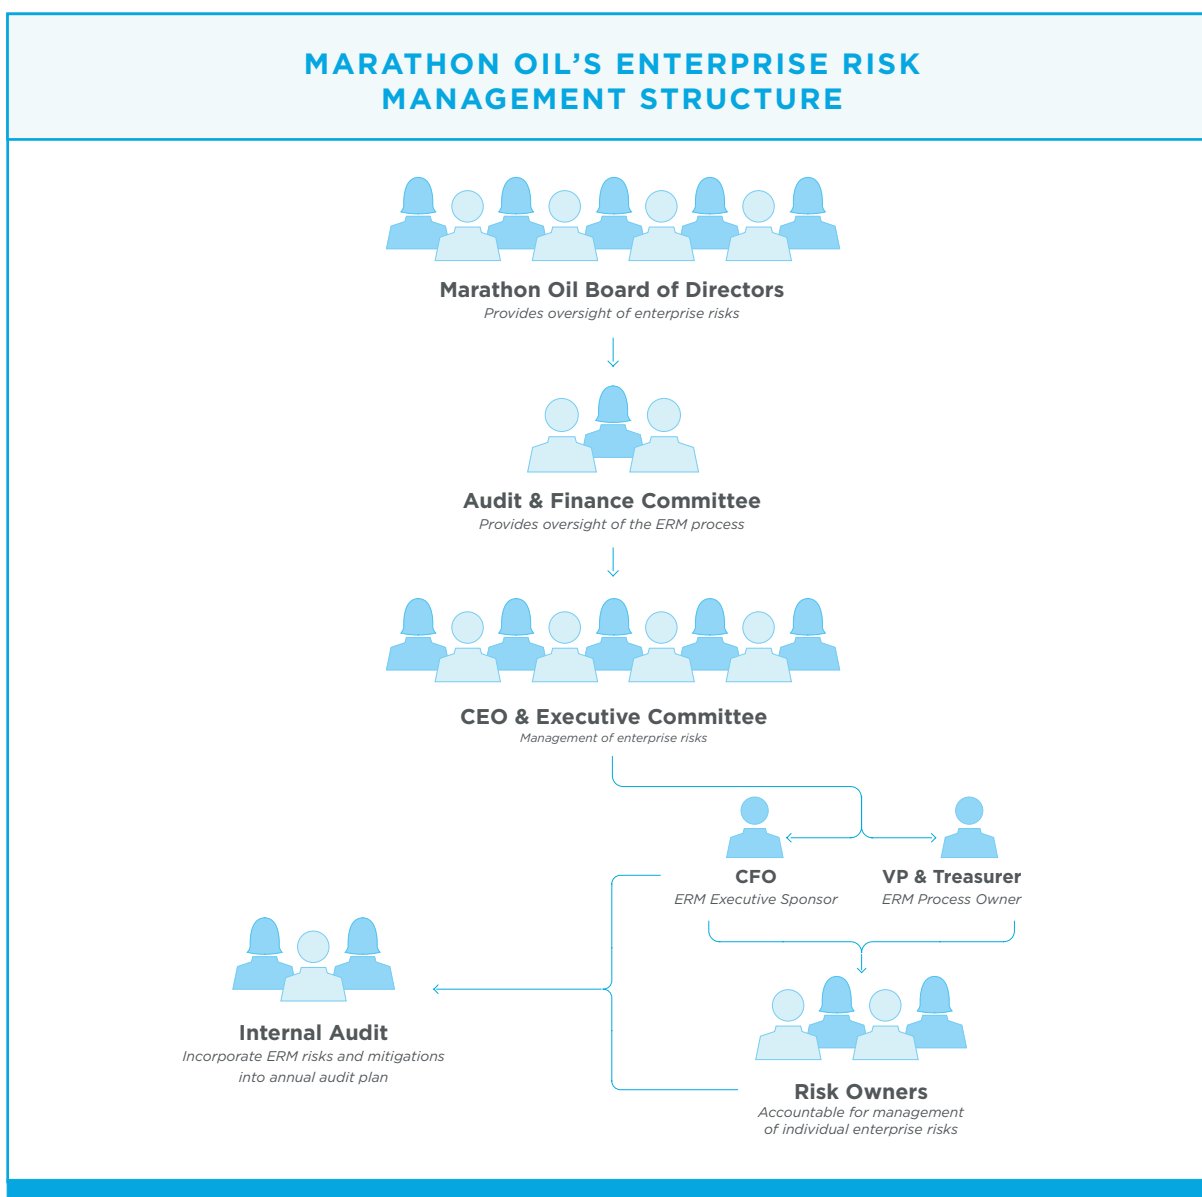 MARATHON OIL’S ENTERPRISE RISK
MANAGEMENT STRUCTURE
Marathon Oil Board of Directors
Provides oversight of enterprise risks
Audit & Finance Committee
Provides oversight of the ERM process
CEO & Executive Committee
Management of enterprise risks
CFO
ERM Executive Sponsor
VP & Treasurer
ERM Process Owner
Internal Audit
Incorporate ERM risks and mitigations
into annual audit plan
Risk Owners
Accountable for management
of individual enterprise risks